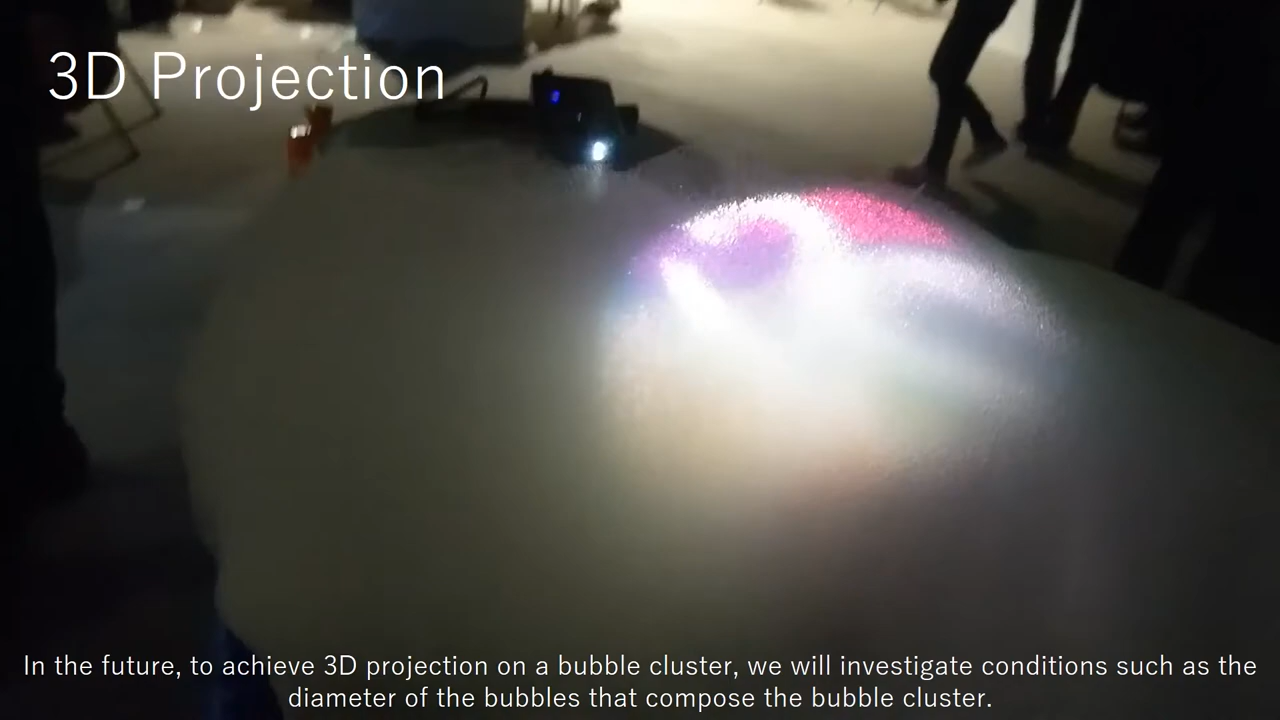 3D Projection
In the future, to achieve 3D projection on a bubble cluster, we will investigate conditions such as the
diameter of the bubbles that compose the bubble cluster.